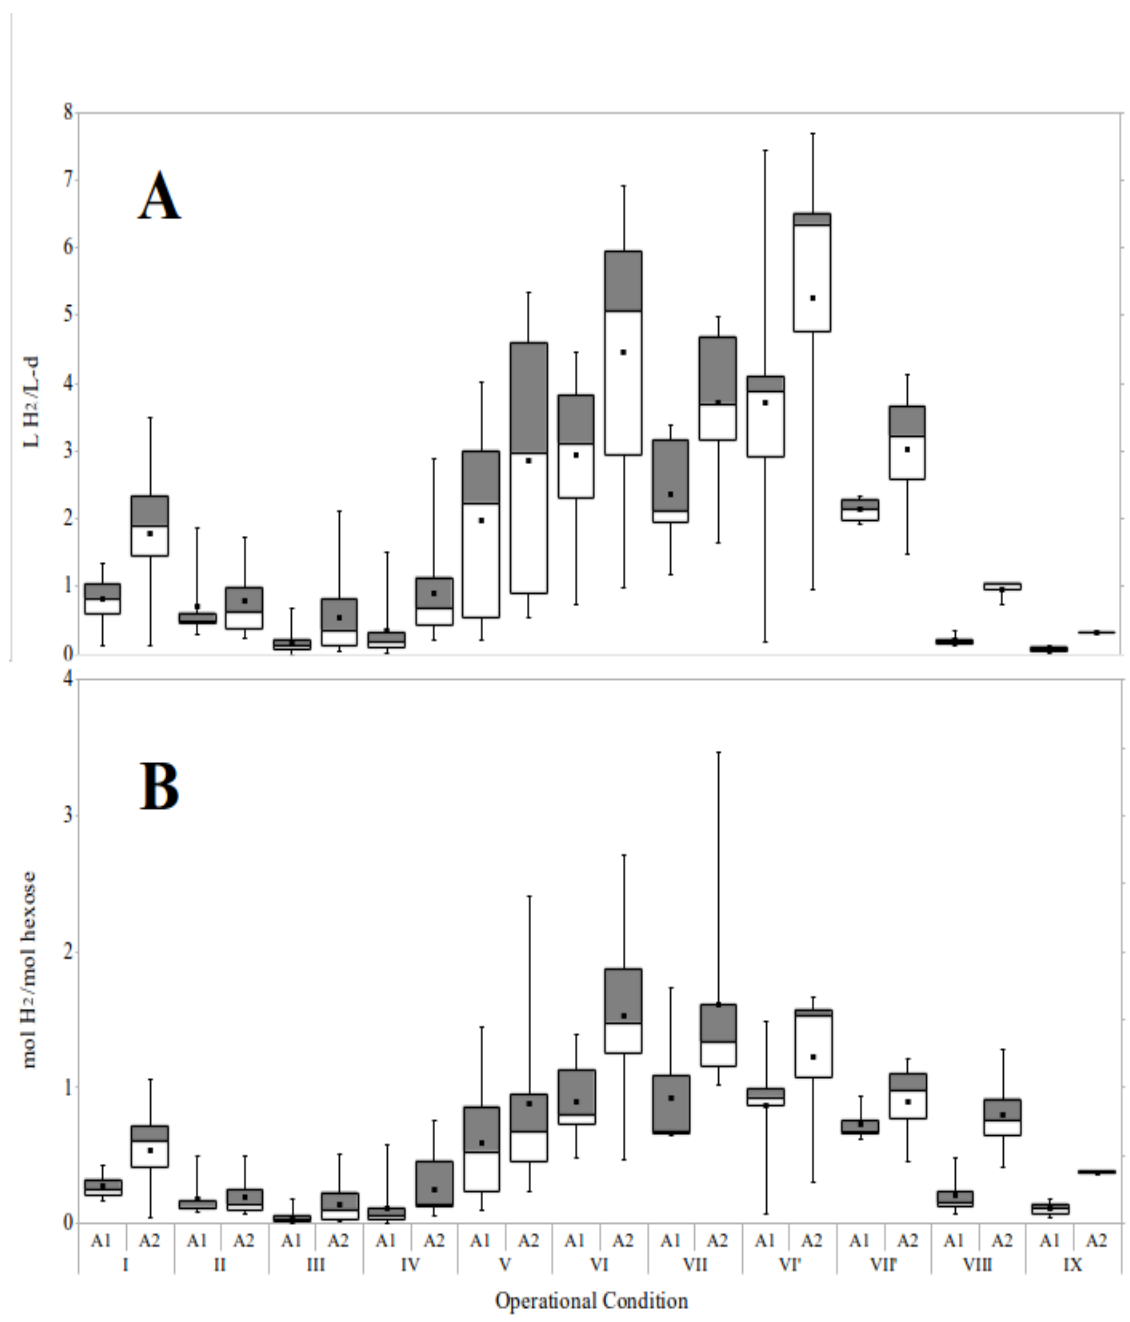 8
A
7
6
5
4
3
2
1
0
L H2/L-d
4
B
3
2
1
0
mol H2/mol hexose
A1 A2 A1 A2 A1 A2 A1 A2 A1 A2 A1 A2 A1 A2 A1 A2 A1 A2 A1 A2 A1 A2
I II III IV V VI VII VI' VII' VIII IX
Operational Condition